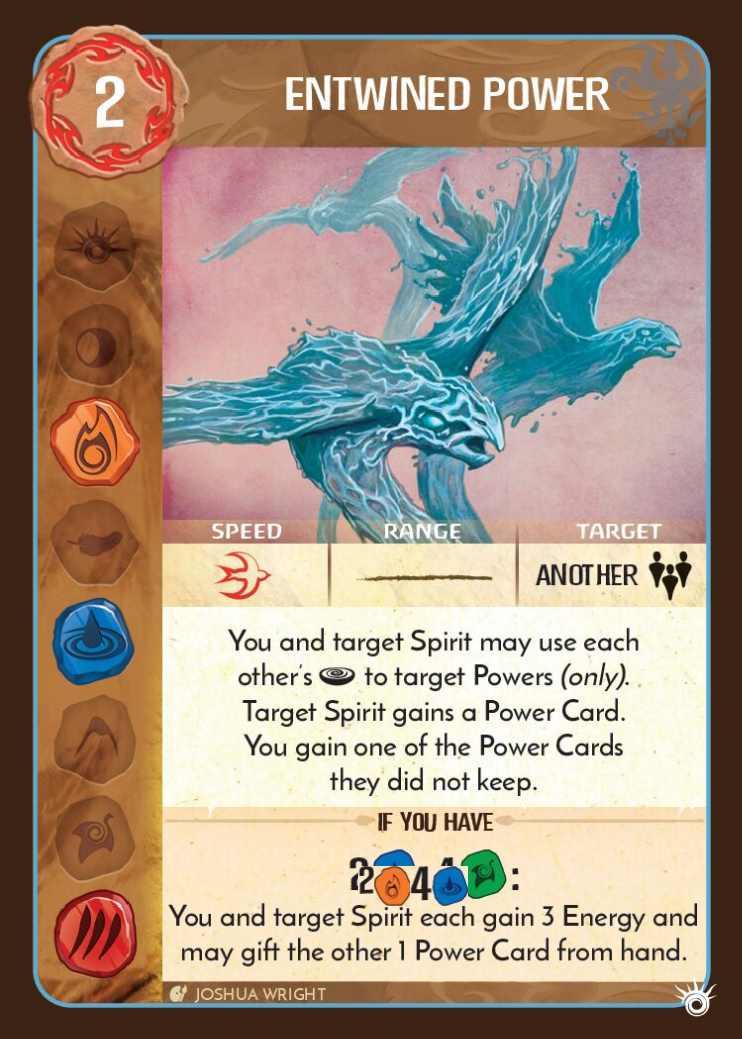 2
ENTWINED POWER
SPEED
RANGE
TARGET
ANOTHER
You and target Spirit may use each
other's to target Powers (only).
Target Spirit gains a Power Card.
You gain one of the Power Cards
they did not keep.
IF YOU HAVE
2 4 :
You and target Spirit each gain 3 Energy and
may gift the other 1 Power Card from hand.
JOSHUA WRIGHT